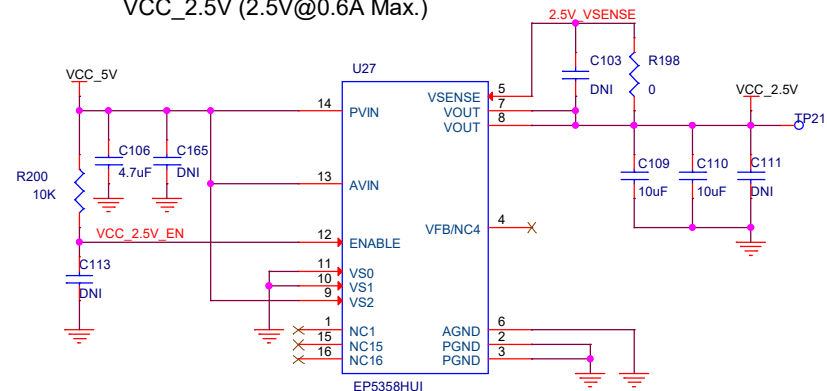 VCC_2.5V (2.5V@0.6A Max.)
2.5V_VSENSE
U27
C103
DNI
R198
0
VCC_5V
VCC_2.5V
TP21
14
PVIN
VSENSE
5
VOUT
7
VOUT
8
C106
4.7uF
C165
DNI
R200
10K
13
AVIN
C109
10uF
C110
10uF
C111
DNI
VCC_2.5V_EN
12
ENABLE
VFB/NC4
4
C113
DNI
11
VS0
10
VS1
9
VS2
1
NC1
15
NC15
16
NC16
AGND
6
PGND
2
PGND
3
EP5358HUI